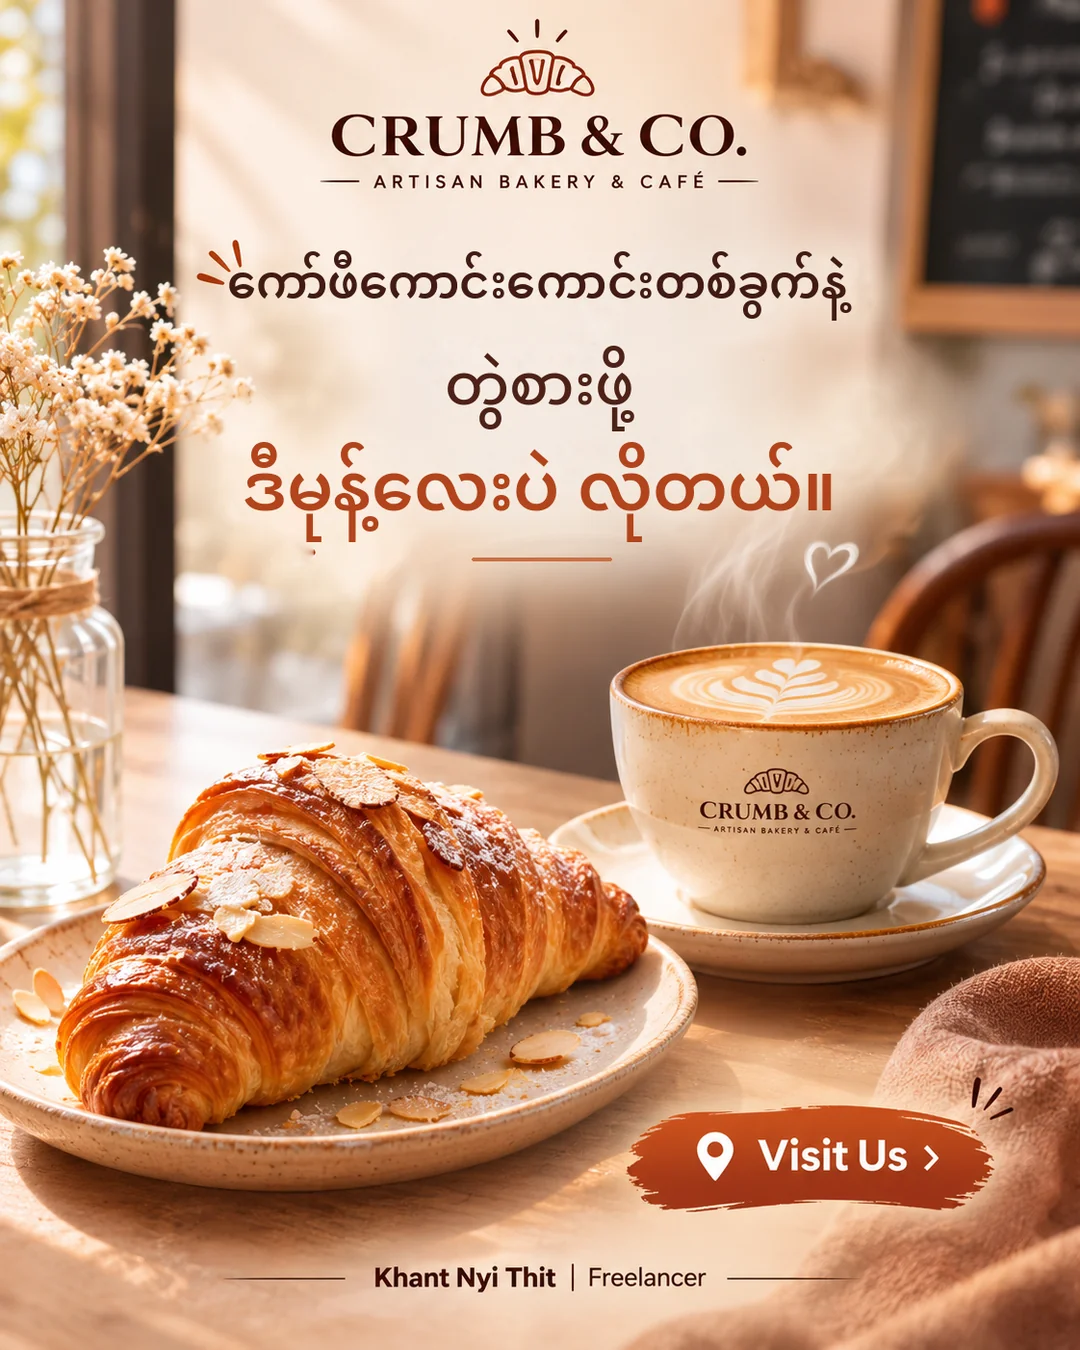 CRUMB & CO.
ARTISAN BAKERY & CAFÉ
ကော်ဖီကောင်းကောင်းတစ်ခွက်နဲ့
တွဲစားဖို့
ဒီမုန့်လေးပဲ လိုတယ်။
CRUMB & CO.
ARTISAN BAKERY & CAFÉ
Visit Us >
Khant Nyi Thit | Freelancer